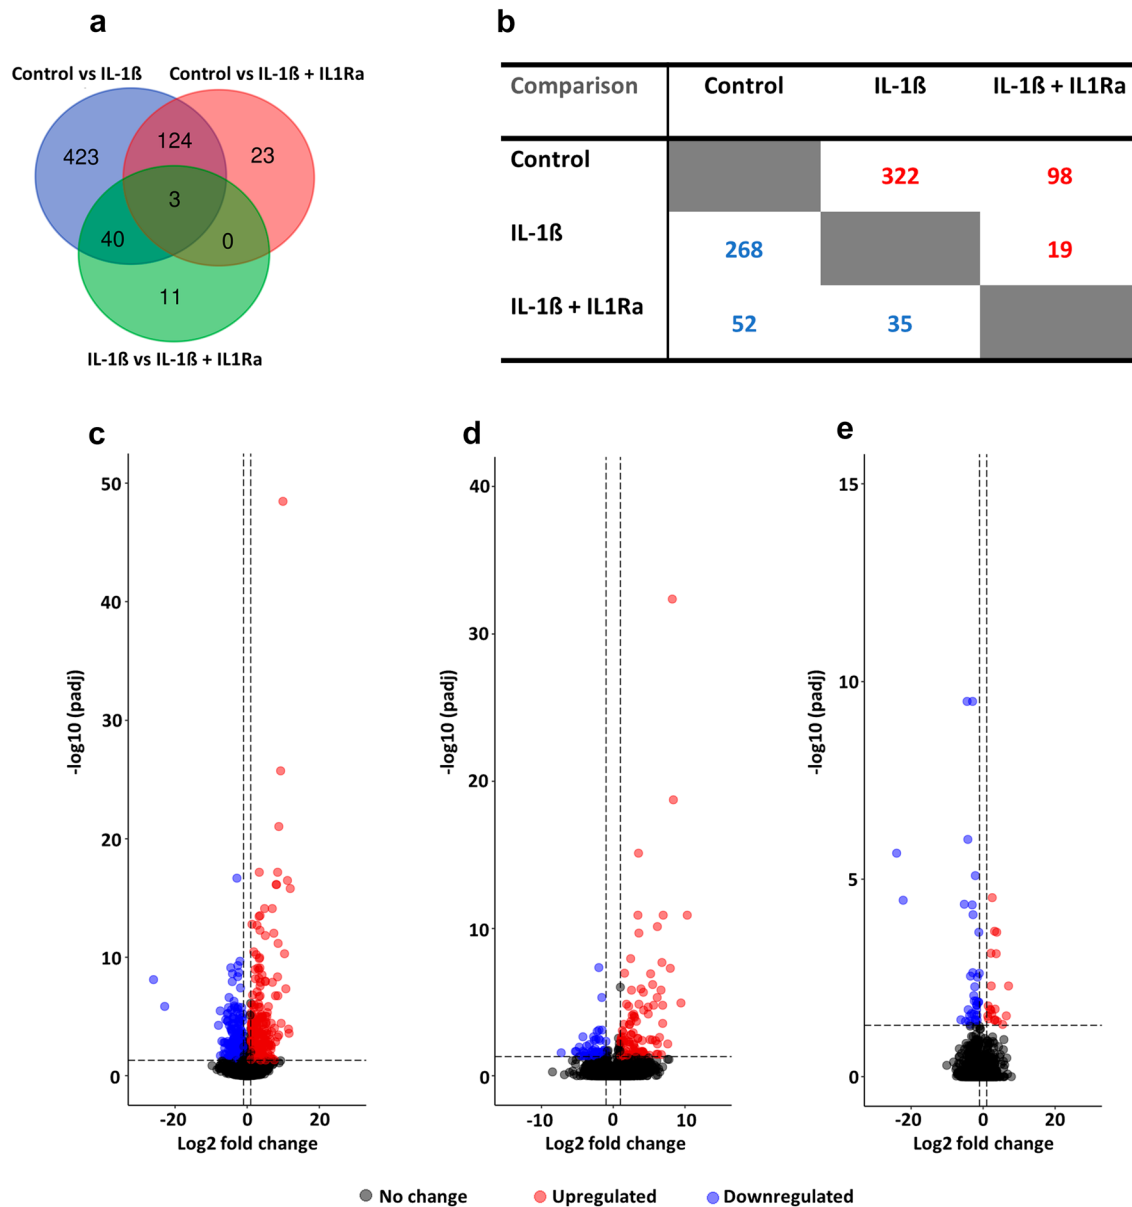 a
Control vs IL-1ß
Control vs IL-1ß + IL1Ra
423
124
23
3
40
0
11
IL-1ß vs IL-1ß + IL1Ra
b
Comparison
Control
IL-1ß
IL-1ß + IL1Ra
Control
322
98
IL-1ß
268
19
IL-1ß + IL1Ra
52
35
c
-log10 (padj)
50
40
30
20
10
0
-20
0
20
Log2 fold change
d
-log10 (padj)
40
30
20
10
0
-10
0
10
Log2 fold change
e
-log10 (padj)
15
10
5
0
-20
0
20
Log2 fold change
No change
Upregulated
Downregulated